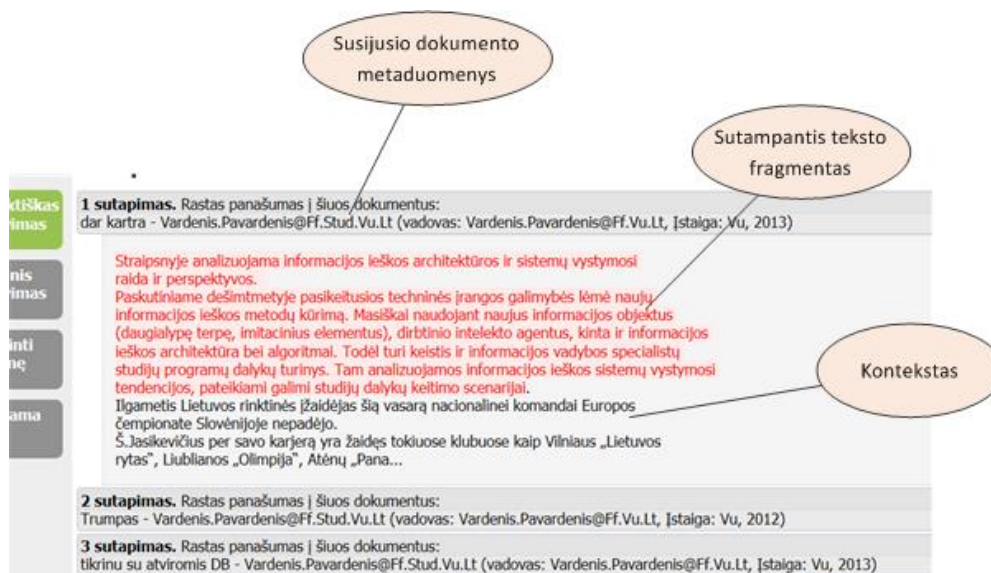 Susijusio dokumento
metaduomenys
Sutampantis teksto
fragmentas
1 sutapimas. Rastas panašumas į šiuos dokumentus:
dar kartra - Vardenis.Pavardenis@Ff.Stud.Vu.Lt (vadovas: Vardenis.Pavardenis@Ff.Vu.Lt, Įstaiga: Vu, 2013)
Straipsnyje analizuojama informacijos ieškos architektūros ir sistemų vystymosi
raida ir perspektyvos.
Paskutiniame dešimtmetyje pasikeitusios techninės įrangos galimybės lėmė naujų
informacijos ieškos metodų kūrimą. Masiškai naudojant naujus informacijos objektus
(daugialypę terpę, imitacinius elementus), dirbtinio intelekto agentus, kinta ir informacijos
ieškos architektūra bei algoritmai. Todėl turi keistis ir informacijos vadybos specialistų
studijų programų dalykų turinys. Tam analizuojamos informacijos ieškos sistemų vystymosi
tendencijos, pateikiami galimi studijų dalykų keitimo scenarijai.
Kontekstas
Ilgametis Lietuvos rinktinės įžaidėjas šią vasarą nacionalinei komandai Europos
čempionate Slovėnijoje nepadėjo.
Š.Jasikevičius per savo karjerą yra žaidęs tokiuose klubuose kaip Vilniaus „Lietuvos
rytas“, Liublianos „Olimpija“, Atėnų „Pana...
2 sutapimas. Rastas panašumas į šiuos dokumentus:
Trumpas - Vardenis.Pavardenis@Ff.Stud.Vu.Lt (vadovas: Vardenis.Pavardenis@Ff.Vu.Lt, Įstaiga: Vu, 2012)
3 sutapimas. Rastas panašumas į šiuos dokumentus:
tikrinu su atviromis DB - Vardenis.Pavardenis@Ff.Stud.Vu.Lt (vadovas: Vardenis.Pavardenis@Ff.Vu.Lt, Įstaiga: Vu, 2013)